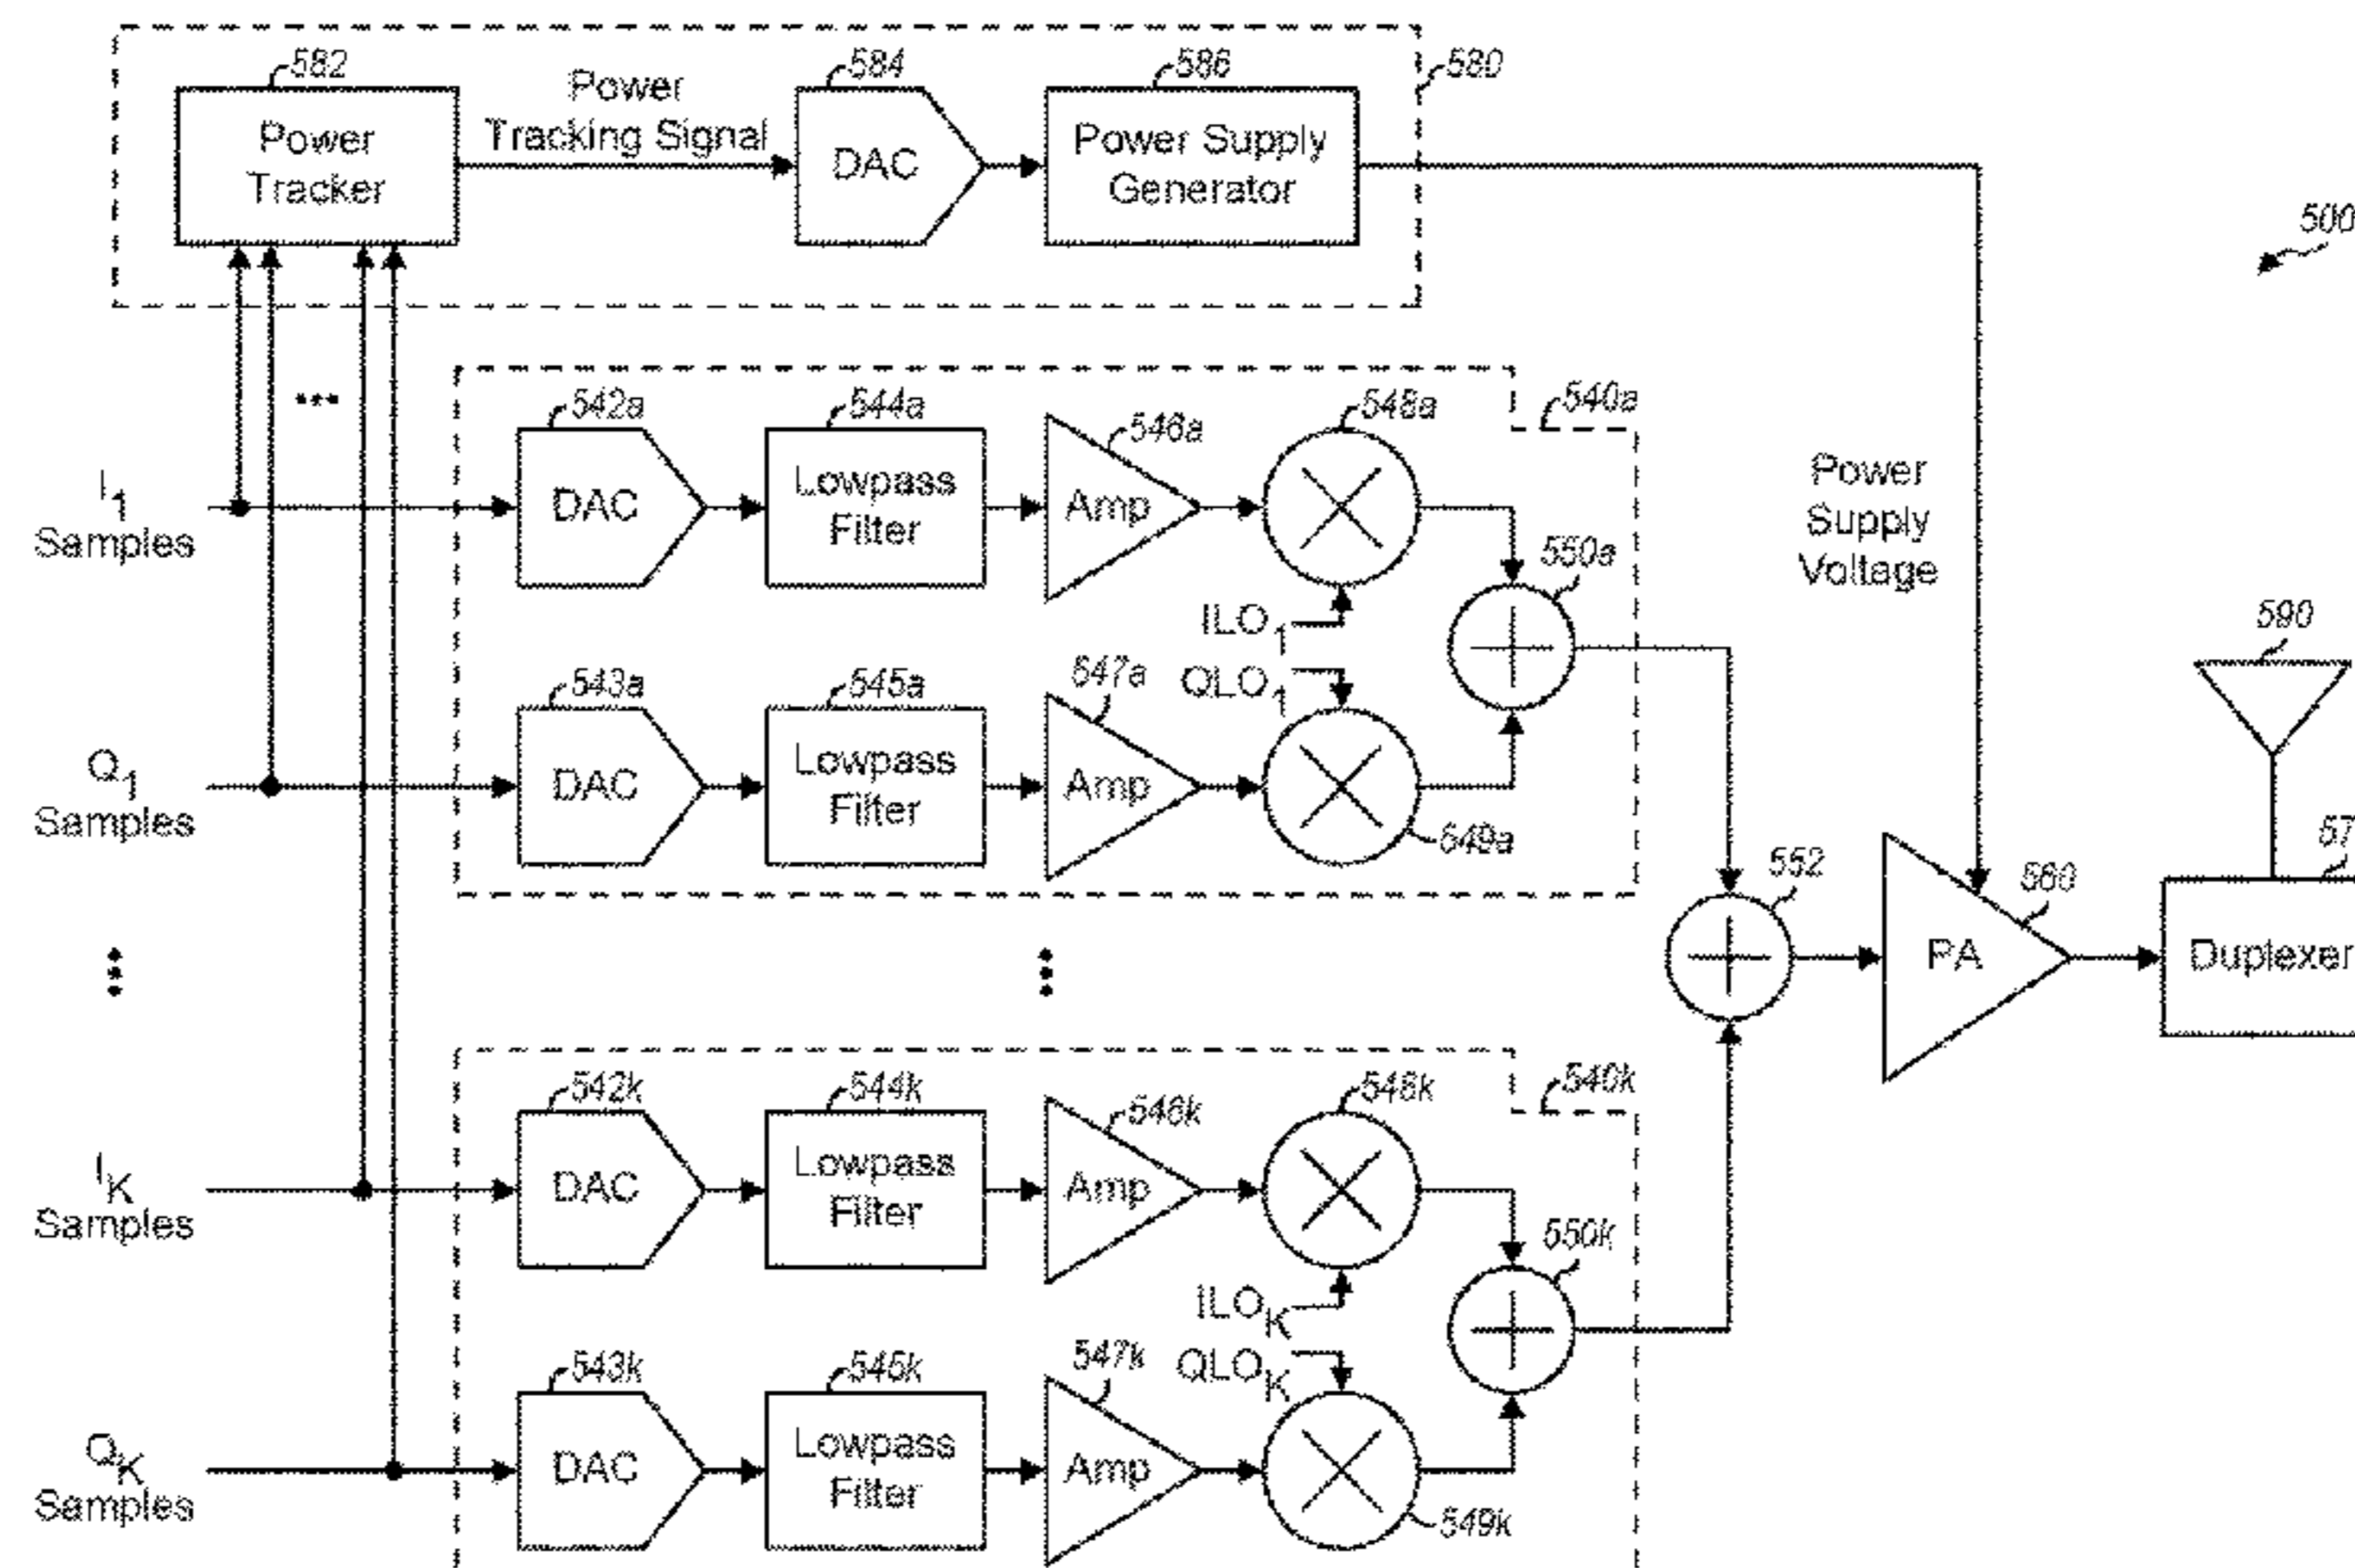 582
Power
Tracker
Power
Tracking Signal
584
DAC
586
Power Supply
Generator
580
500
...
I1
Samples
542a
DAC
544a
Lowpass
Filter
546a
Amp
548a
540a
ILO1
550a
Power
Supply
Voltage
Q1
Samples
543a
DAC
545a
Lowpass
Filter
547a
Amp
QLO1
549a
590
552
560
PA
57
Duplexer
IK
Samples
542k
DAC
544k
Lowpass
Filter
546k
Amp
548k
540k
ILOK
550k
QK
Samples
543k
DAC
545k
Lowpass
Filter
547k
Amp
QLOK
549k